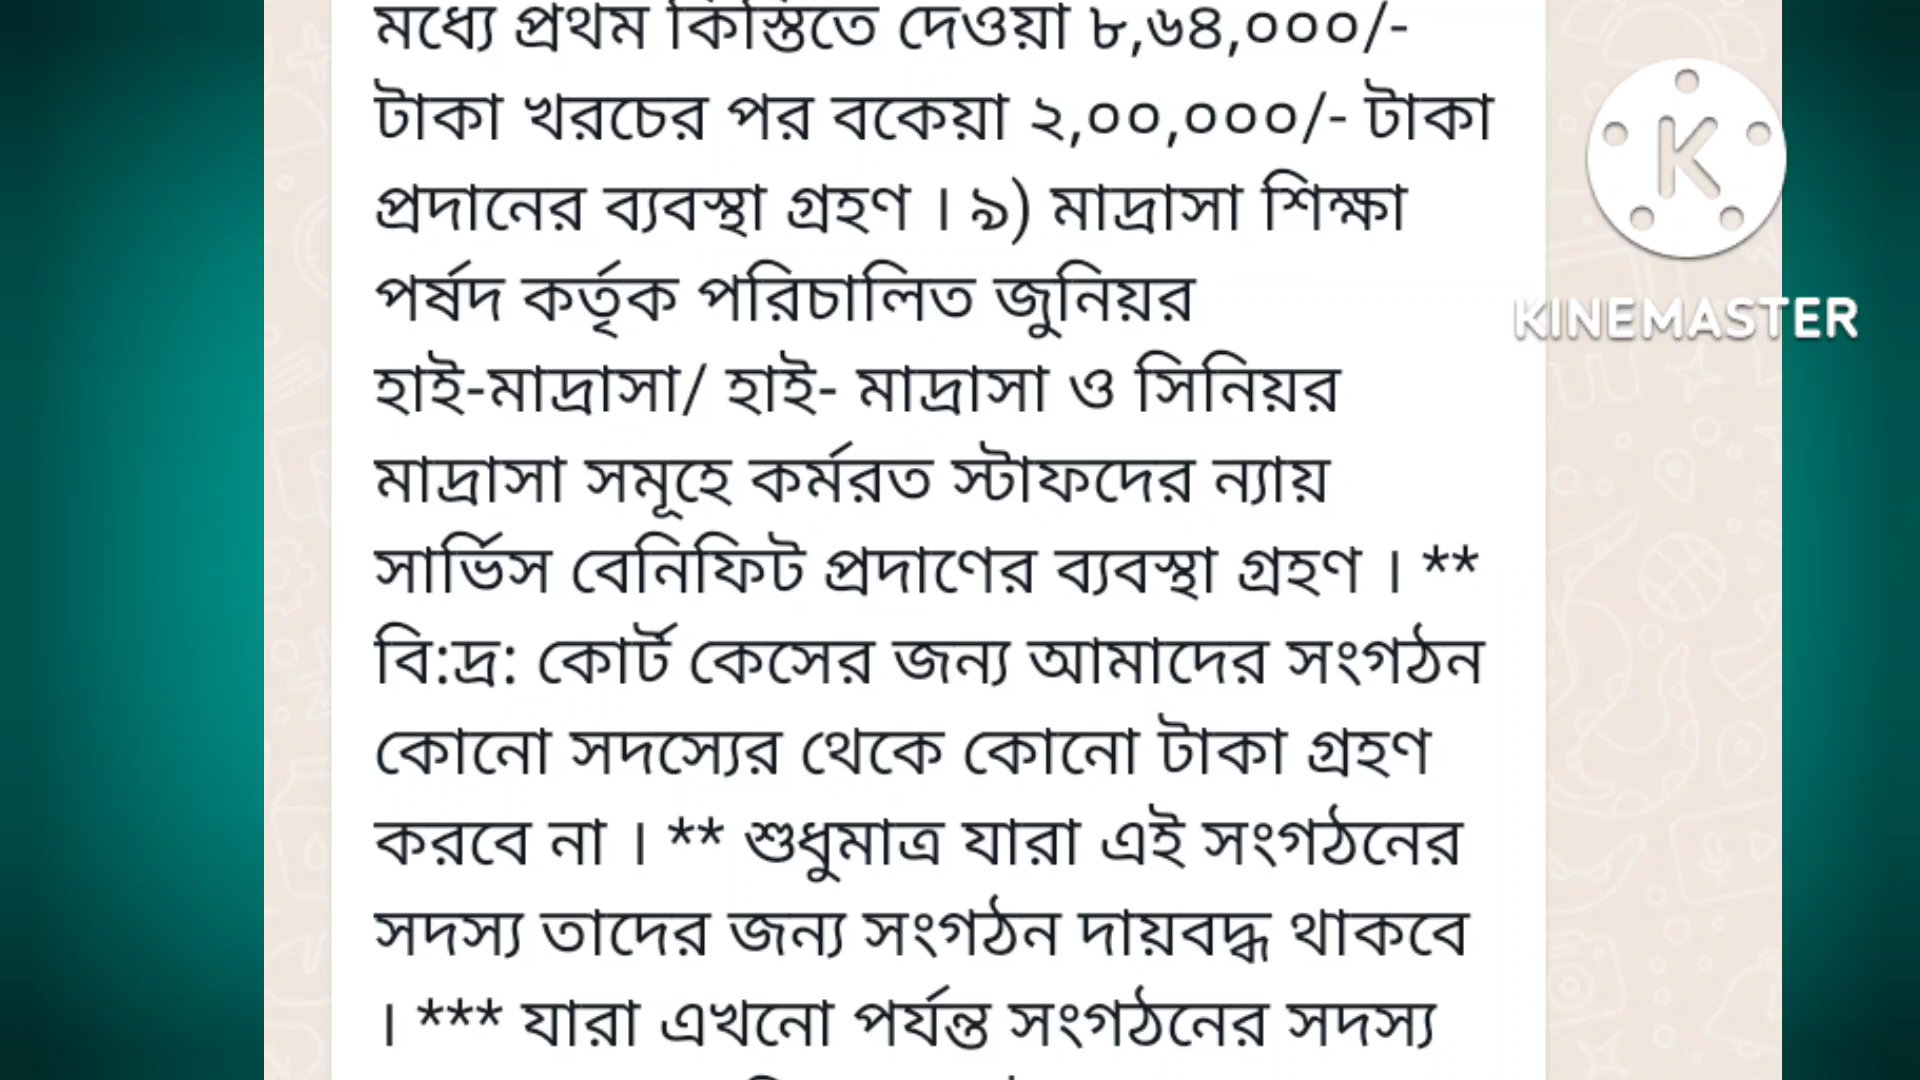 মধ্যে প্রথম কিস্তিতে দেওয়া ৮,৬৪,০০০/-
টাকা খরচের পর বকেয়া ২,০০,০০০/- টাকা
প্রদানের ব্যবস্থা গ্রহণ । ৯) মাদ্রাসা শিক্ষা
পর্ষদ কর্তৃক পরিচালিত জুনিয়র
হাই-মাদ্রাসা/ হাই- মাদ্রাসা ও সিনিয়র
মাদ্রাসা সমূহে কর্মরত স্টাফদের ন্যায়
সার্ভিস বেনিফিট প্রদাণের ব্যবস্থা গ্রহণ । **
বি:দ্র: কোর্ট কেসের জন্য আমাদের সংগঠন
কোনো সদস্যের থেকে কোনো টাকা গ্রহণ
করবে না । ** শুধুমাত্র যারা এই সংগঠনের
সদস্য তাদের জন্য সংগঠন দায়বদ্ধ থাকবে
। *** যারা এখনো পর্যন্ত সংগঠনের সদস্য
K
KINEMASTER